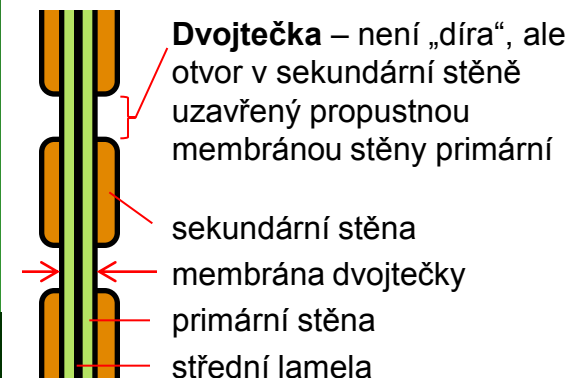 Dvojtečka – není „díra“, ale
otvor v sekundární stěně
uzavřený propustnou
membránou stěny primární
sekundární stěna
membrána dvojtečky
primární stěna
střední lamela